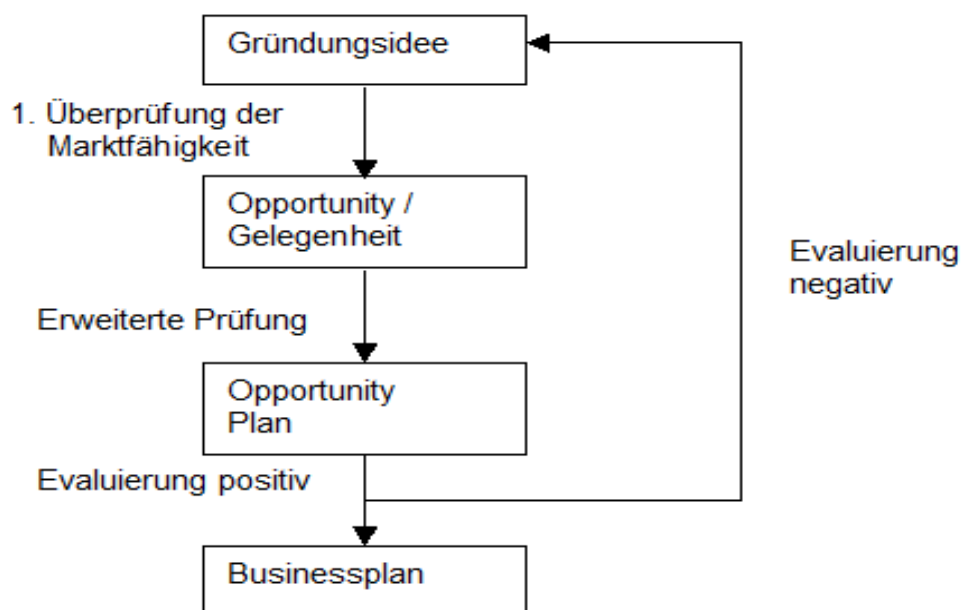 Gründungsidee
1. Überprüfung der
Marktfähigkeit
Opportunity /
Gelegenheit
Evaluierung
negativ
Erweiterte Prüfung
Opportunity
Plan
Evaluierung positiv
Businessplan